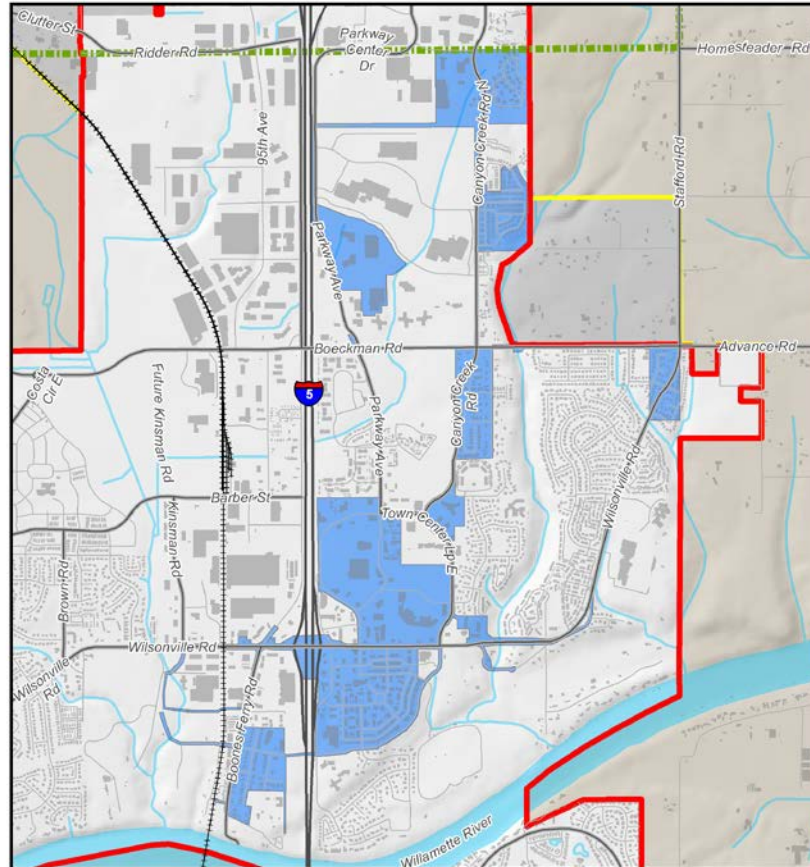 Clutter St
Ridder Rd
Parkway
Center
Dr
Homesteader Rd
95th Ave
Canyon Creek Rd N
Stafford Rd
Parkway Ave
Boeckman Rd
Advance Rd
Costa
Cir E
5
Future Kinsman Rd
Parkway Ave
Canyon Creek
Rd
Wilsonville Rd
Barber St
Town Center Lp E
Kinsman Rd
Brown Rd
Wilsonville Rd
Wilsonville
Rd
Boones Ferry Rd
Willamette River